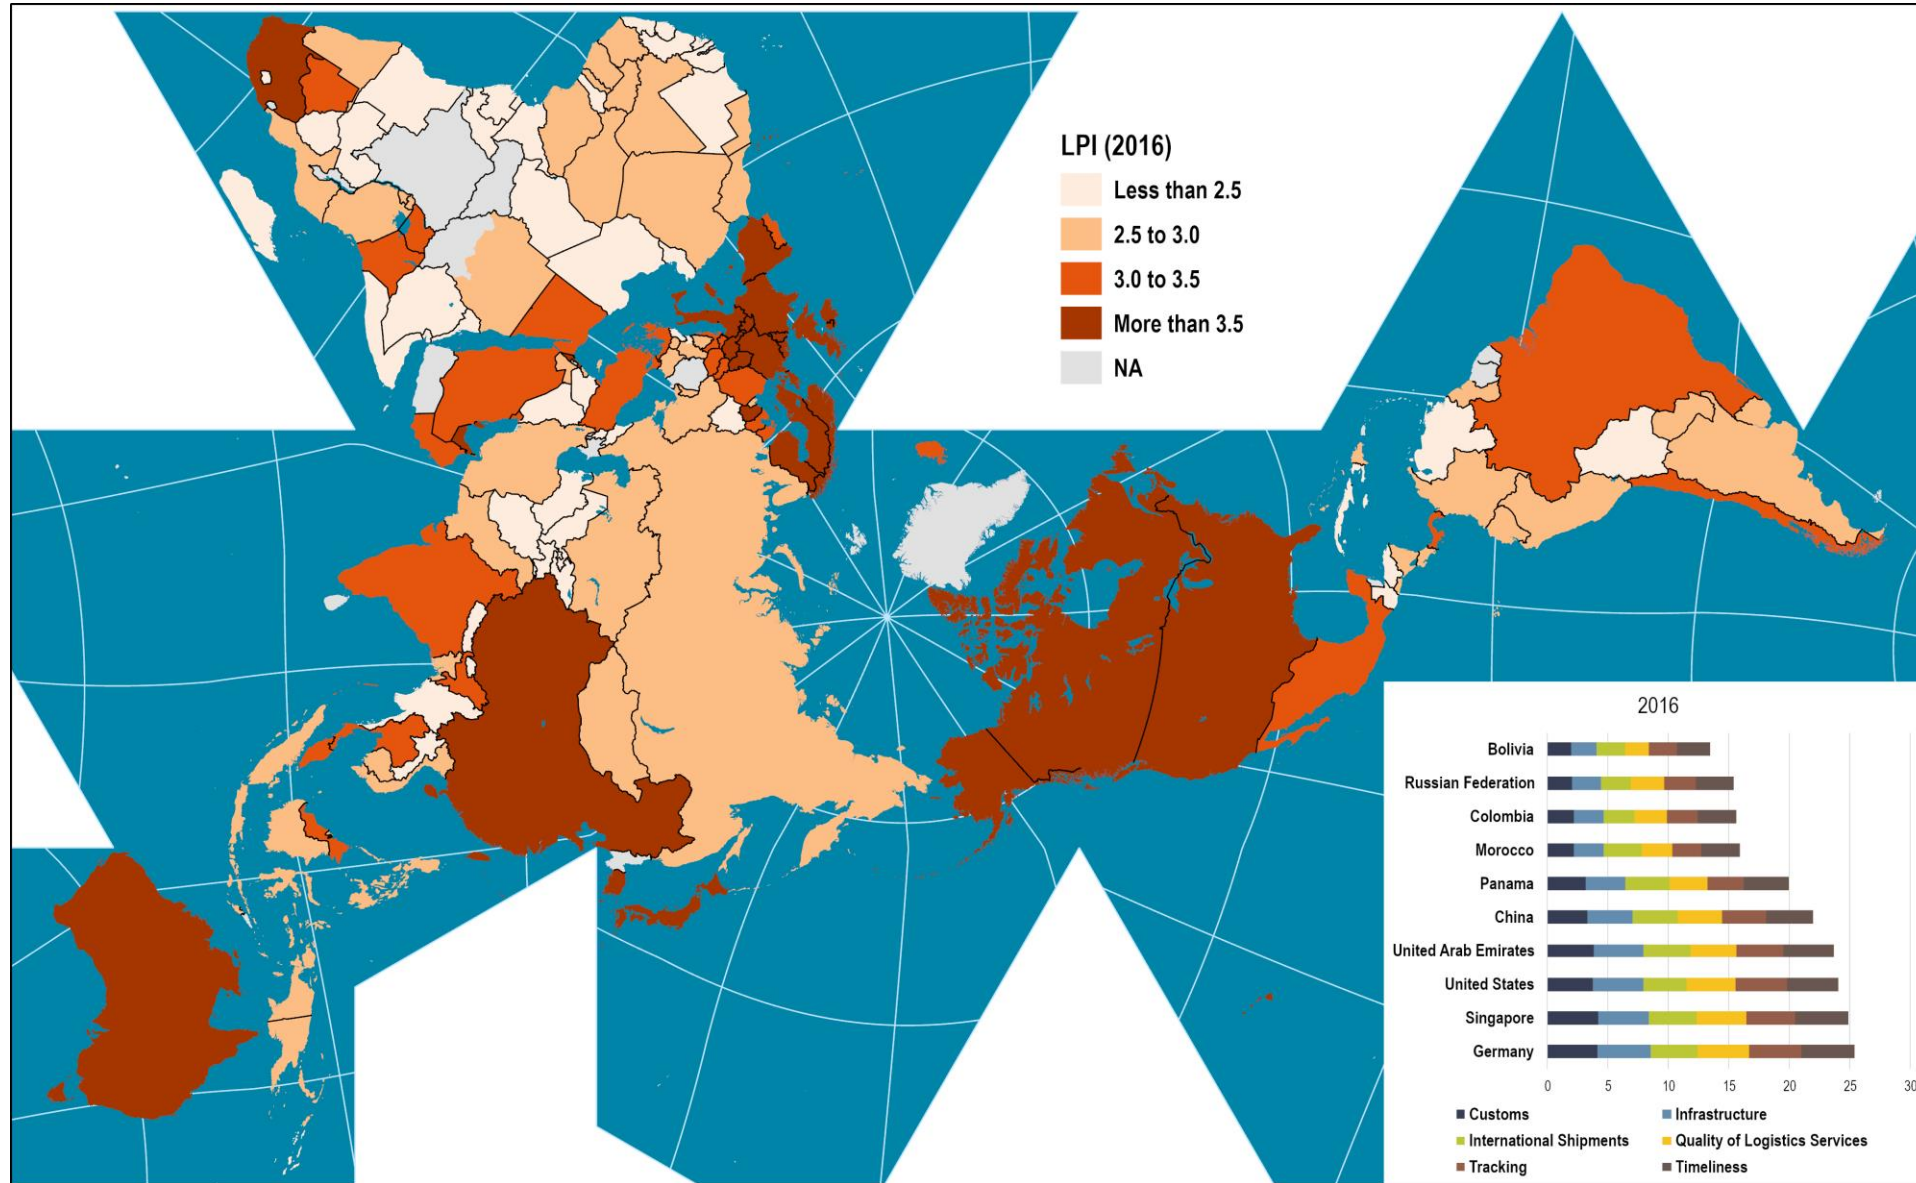 LPI (2016)
Less than 2.5
2.5 to 3.0
3.0 to 3.5
More than 3.5
NA
2016
Bolivia
Russian Federation
Colombia
Morocco
Panama
China
United Arab Emirates
United States
Singapore
Germany
0 5 10 15 20 25 30
Customs Infrastructure
International Shipments Quality of Logistics Services
Tracking Timeliness